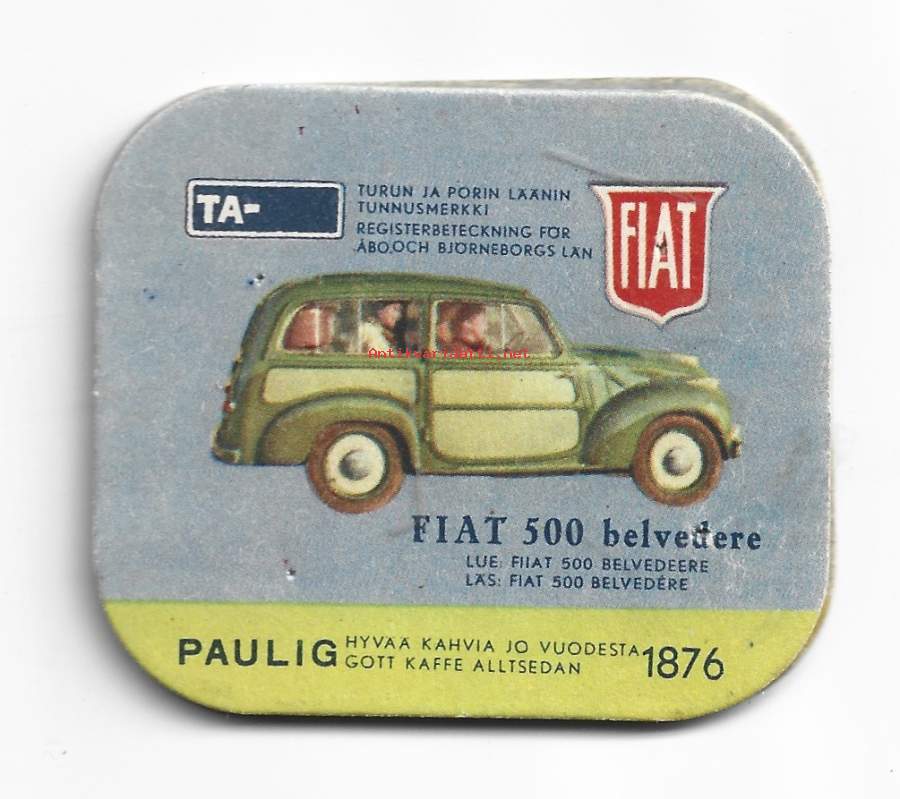 TA-
TURUN JA PORIN LÄÄNIN
TUNNUSMERKKI
REGISTERBETECKNING FÖR
ÅBO OCH BJÖRNEBORGS LÄN
FIAT
Antikvariaatti.net
FIAT 500 belvedere
LUE: FIIAT 500 BELVEDEERE
LÄS: FIAT 500 BELVEDÉRE
PAULIG
HYVÄÄ KAHVIA JO VUODESTA
GOTT KAFFE ALLTSEDAN
1876